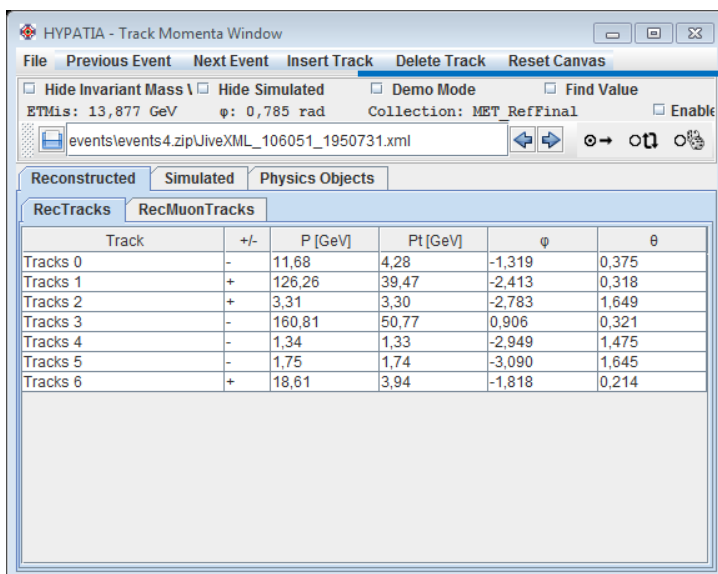 HYPATIA - Track Momenta Window
File Previous Event Next Event Insert Track Delete Track Reset Canvas
Hide Invariant Mass Hide Simulated Demo Mode Find Value
ETMis: 13,877 GeV φ: 0,785 rad Collection: MET_RefFinal Enable
events\events4.zip\JiveXML_106051_1950731.xml
Reconstructed Simulated Physics Objects
RecTracks RecMuonTracks
Track +/- P [GeV] Pt [GeV] φ θ
Tracks 0 - 11,68 4,28 -1,319 0,375
Tracks 1 + 126,26 39,47 -2,413 0,318
Tracks 2 + 3,31 3,30 -2,783 1,649
Tracks 3 - 160,81 50,77 0,906 0,321
Tracks 4 - 1,34 1,33 -2,949 1,475
Tracks 5 - 1,75 1,74 -3,090 1,645
Tracks 6 + 18,61 3,94 -1,818 0,214